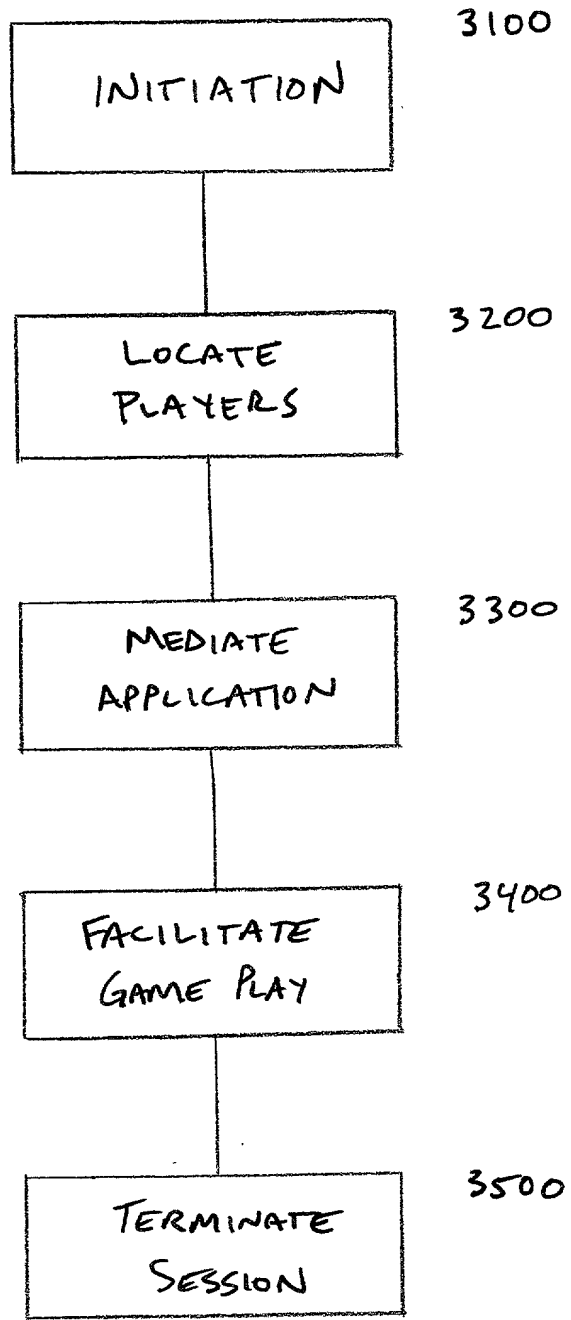 3100
INITIATION
3200
LOCATE
PLAYERS
3300
MEDIATE
APPLICATION
3400
FACILITATE
GAME PLAY
3500
TERMINATE
SESSION